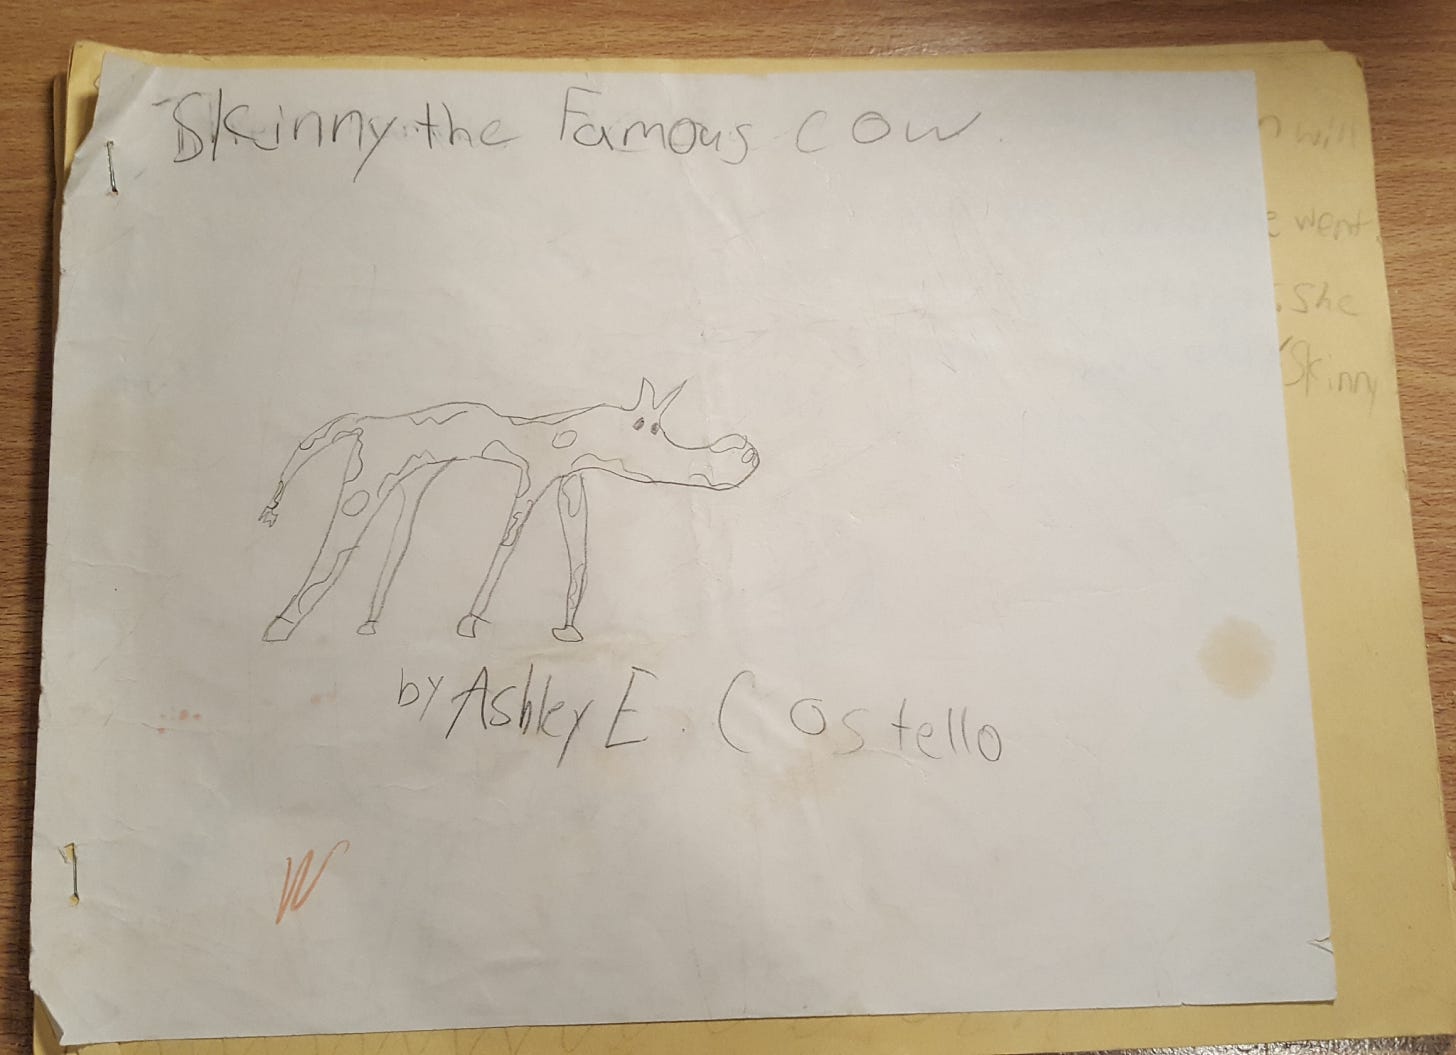 Skinny the Famous cow.
by Ashley E. Costello
W
will
went
. She
Skinny